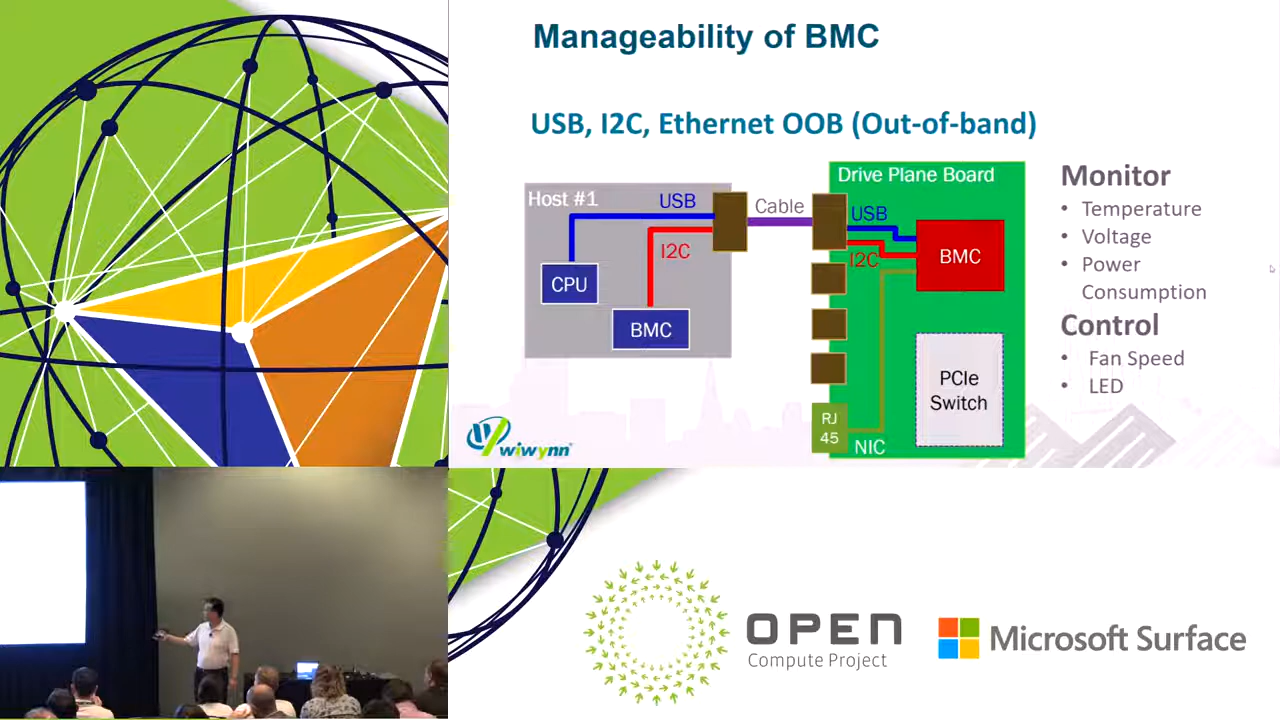 Manageability of BMC
USB, I2C, Ethernet OOB (Out-of-band)
Host #1
USB
I2C
CPU
BMC
Cable
Drive Plane Board
USB
I2C
BMC
PCIe
Switch
RJ
45
NIC
Monitor
• Temperature
• Voltage
• Power
Consumption
Control
• Fan Speed
• LED
wiwynn
OPEN
Compute Project
Microsoft Surface